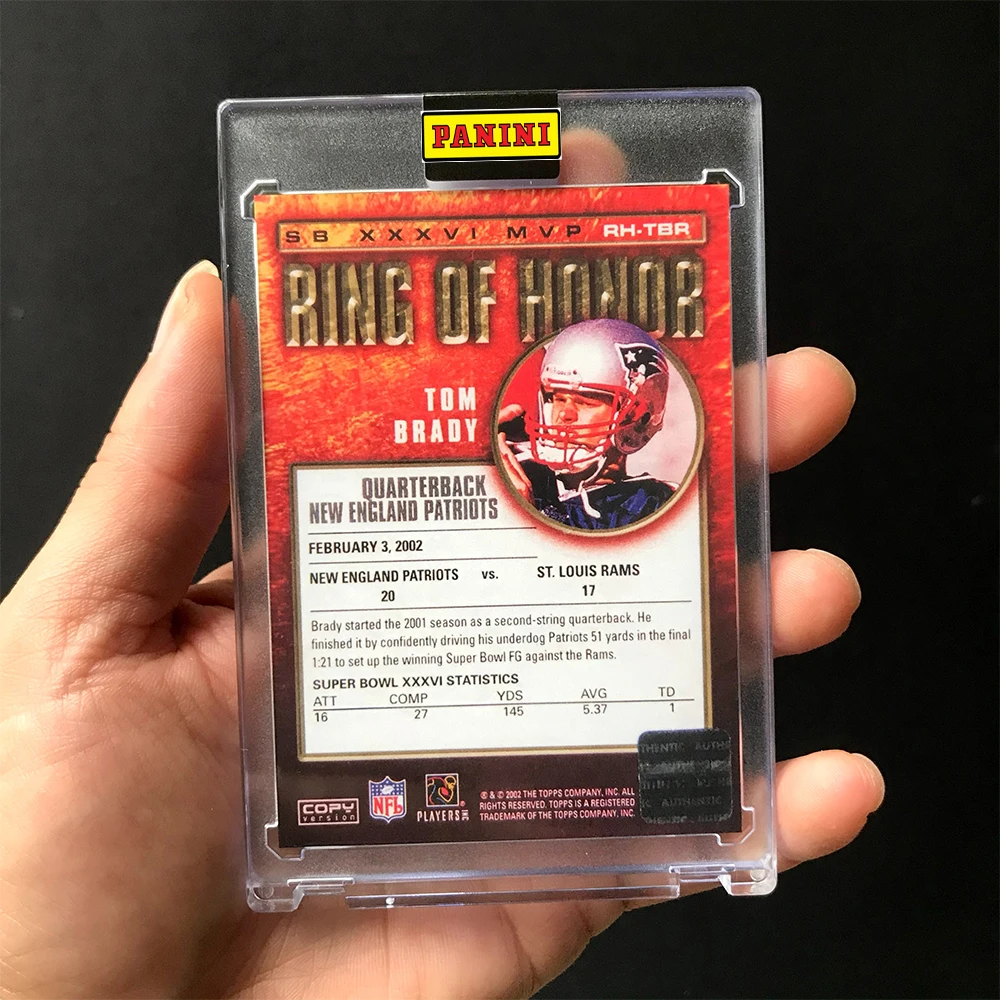 PANINI
SB XXXVI MVP RH-TBR
RING OF HONOR
TOM
BRADY
QUARTERBACK
NEW ENGLAND PATRIOTS
FEBRUARY 3, 2002
NEW ENGLAND PATRIOTS vs. ST. LOUIS RAMS
20 17
Brady started the 2001 season as a second-string quarterback. He
finished it by confidently driving his underdog Patriots 51 yards in the final
1:21 to set up the winning Super Bowl FG against the Rams.
SUPER BOWL XXXVI STATISTICS
ATT COMP YDS AVG TD
16 27 145 5.37 1
THENTIC AUTHE
AUTHENTIC
COPY
version
NFL
PLAYERS INC
® & © 2002 THE TOPPS COMPANY, INC. ALL
RIGHTS RESERVED. TOPPS IS A REGISTERED
TRADEMARK OF THE TOPPS COMPANY, INC.